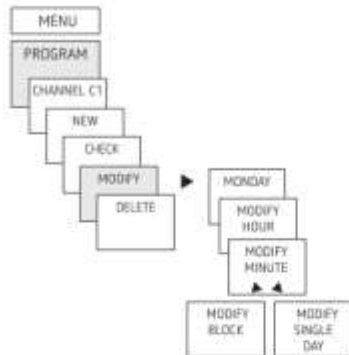 MENU
PROGRAM
CHANNEL C1
NEW
CHECK
MODIFY
DELETE
MONDAY
MODIFY
HOUR
MODIFY
MINUTE
MODIFY
BLOCK
MODIFY
SINGLE
DAY